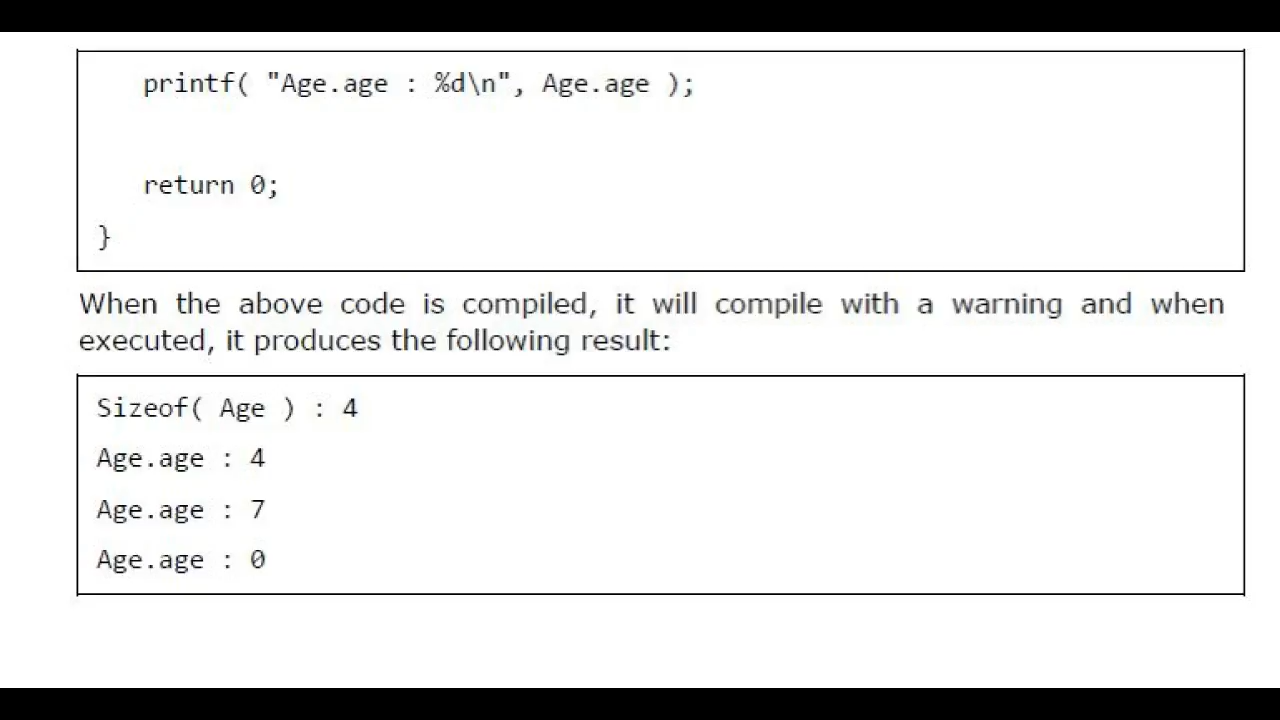 printf( "Age.age : %d\n", Age.age );
return 0;
}
When the above code is compiled, it will compile with a warning and when
executed, it produces the following result:
Sizeof( Age ) : 4
Age.age : 4
Age.age : 7
Age.age : 0